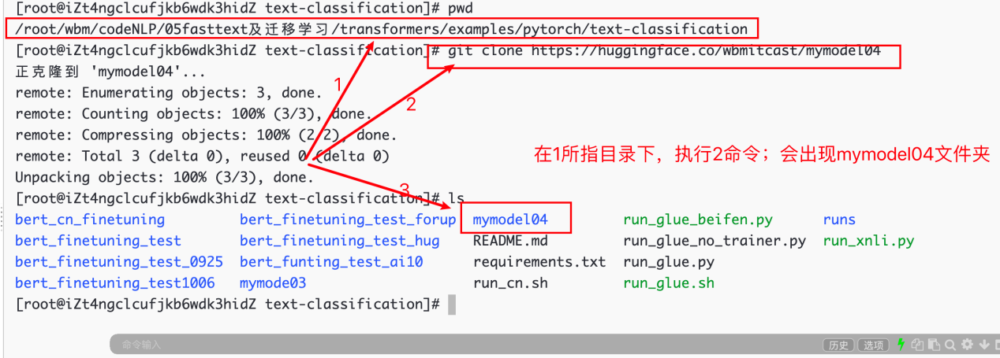 [root@iZt4ngclcufjkb6wdk3hidZ text-classification]# pwd
/root/wbm/codeNLP/05fasttext及迁移学习/transformers/examples/pytorch/text-classification
[root@iZt4ngclcufjkb6wdk3hidZ text-classification]# git clone https://huggingface.co/wbmitcast/mymodel04
正克隆到 'mymodel04'...
remote: Enumerating objects: 3, done.
1
2
remote: Counting objects: 100% (3/3), done.
remote: Compressing objects: 100% (2/2), done.
remote: Total 3 (delta 0), reused 0 (delta 0)
在1所指目录下，执行2命令；会出现mymodel04文件夹
Unpacking objects: 100% (3/3), done.
3
[root@iZt4ngclcufjkb6wdk3hidZ text-classification]# ls
bert_cn_finetuning bert_finetuning_test_forup mymodel04 run_glue_beifen.py runs
bert_finetuning_test bert_finetuning_test_hug README.md run_glue_no_trainer.py run_xnli.py
bert_finetuning_test_0925 bert_funting_test_ai10 requirements.txt run_glue.py
bert_finetuning_test1006 mymode03 run_cn.sh run_glue.sh
[root@iZt4ngclcufjkb6wdk3hidZ text-classification]#
命令输入 历史 选项